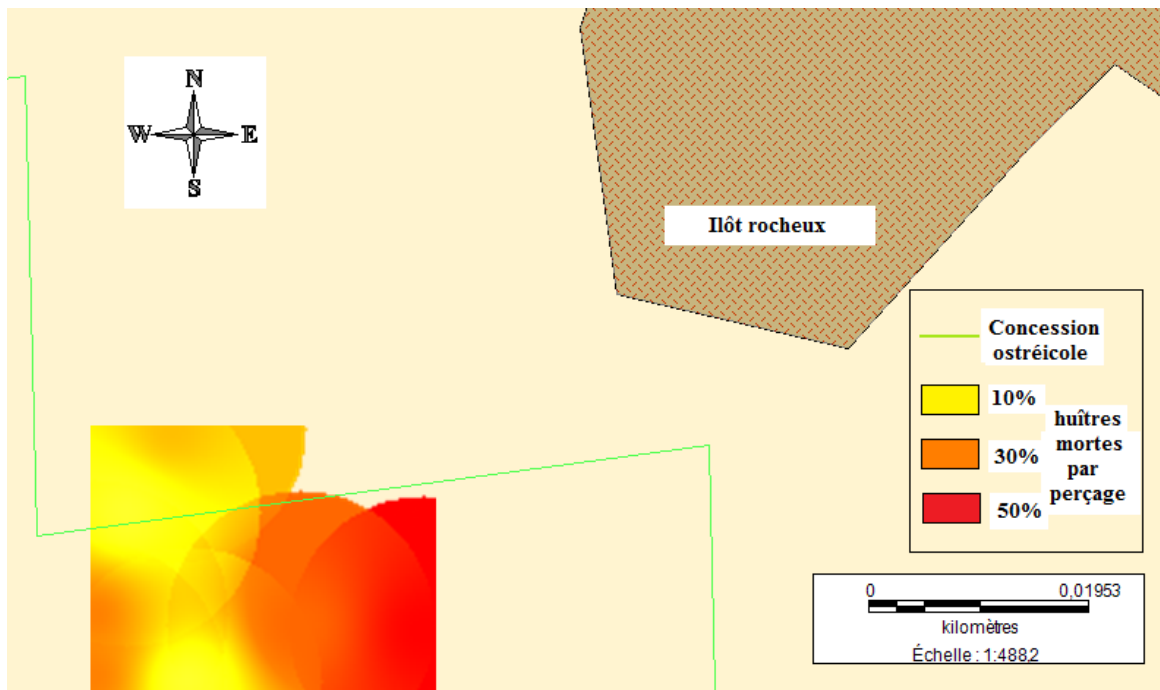 N
W E
S
Ilôt rocheux
Concession
ostréicole
10%
30%
50%
huîtres
mortes
par
perçage
0 0,01953
kilomètres
Échelle : 1:488,2